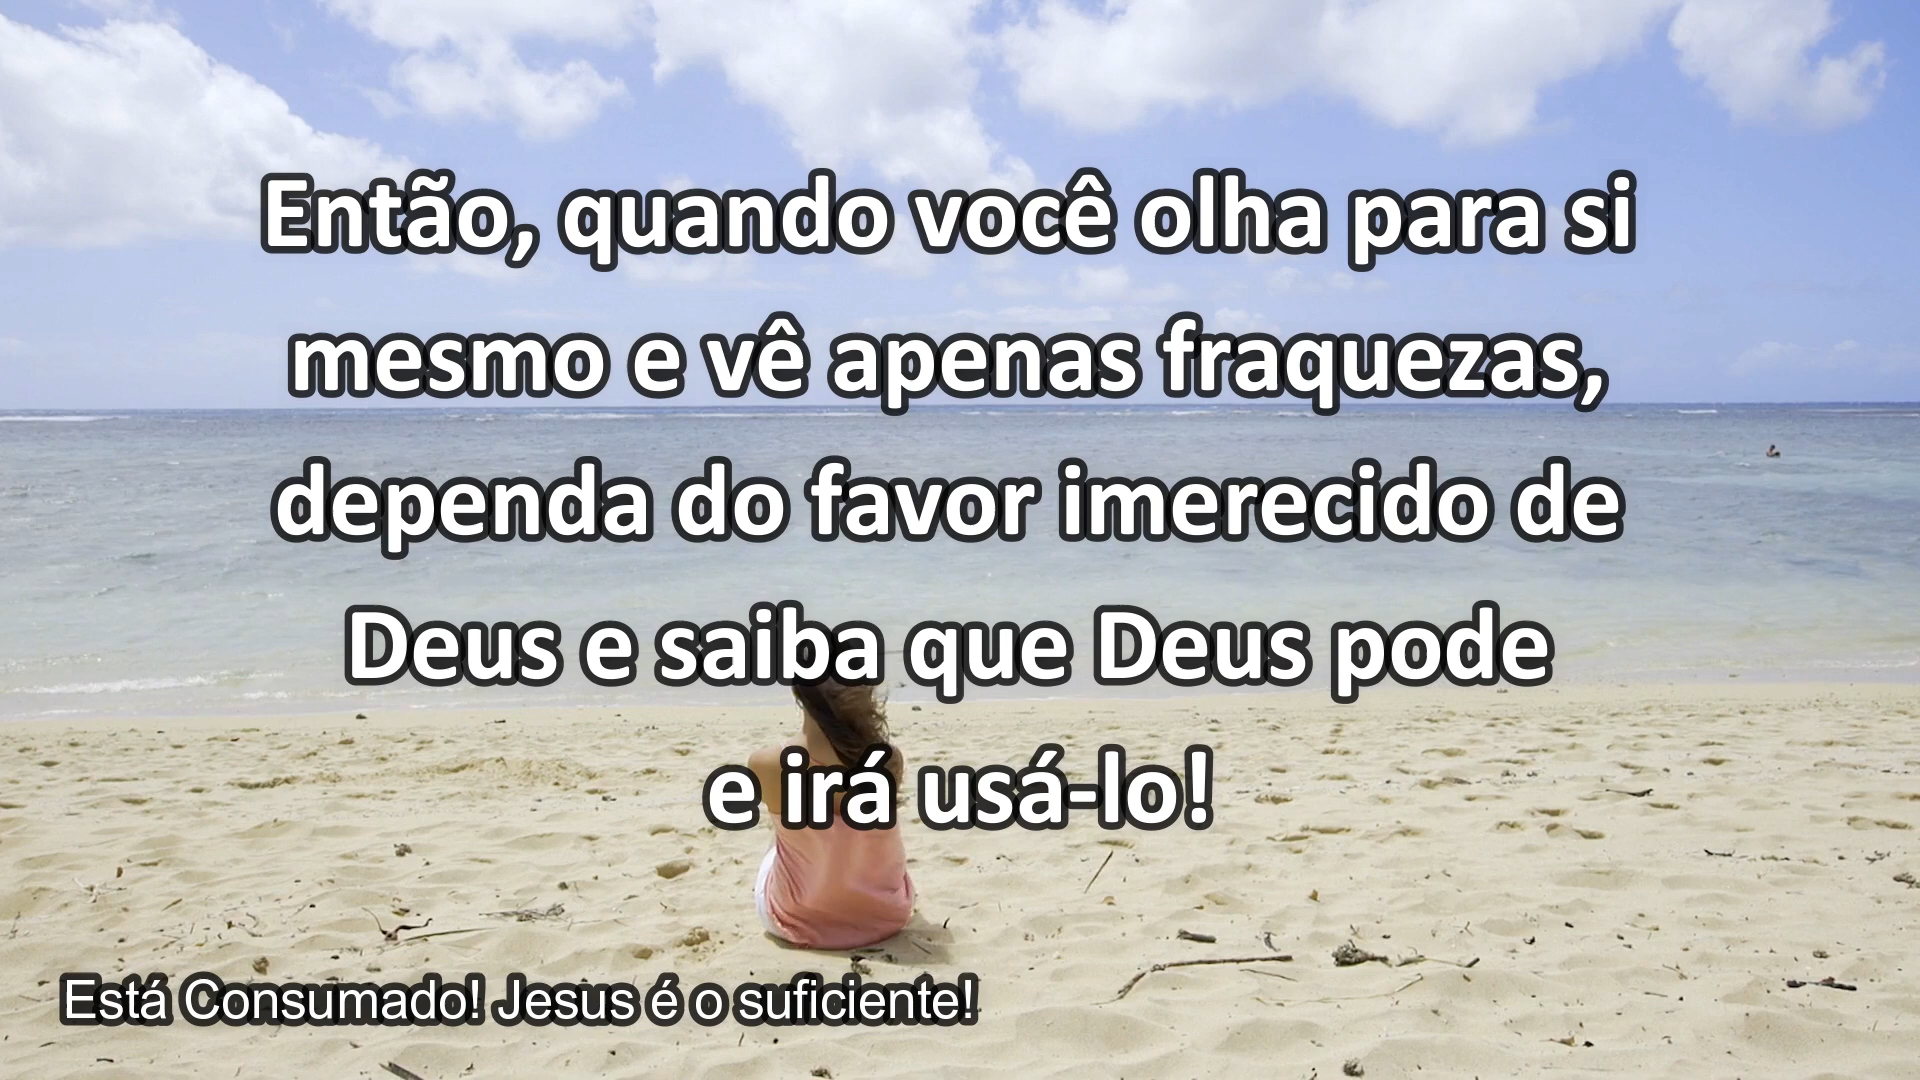 Então, quando você olha para si
mesmo e vê apenas fraquezas,
dependa do favor imerecido de
Deus e saiba que Deus pode
e irá usá-lo!
Está Consumado! Jesus é o suficiente!